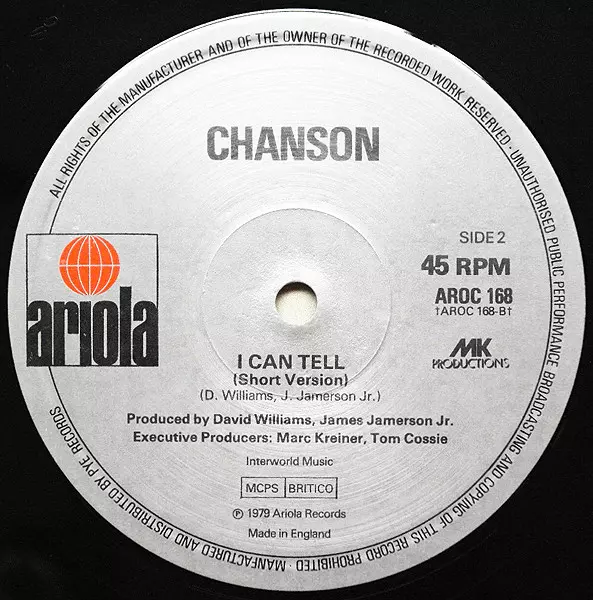 ALL RIGHTS OF THE MANUFACTURER AND OF THE OWNER OF THE RECORDED WORK RESERVED · UNAUTHORISED PUBLIC PERFORMANCE BROADCASTING AND COPYING OF THIS RECORD PROHIBITED · MANUFACTURED AND DISTRIBUTED BY PYE RECORDS
CHANSON
ariola
SIDE 2
45 RPM
AROC 168
†AROC 168-B†
MK
PRODUCTIONS
I CAN TELL
(Short Version)
(D. Williams, J. Jamerson Jr.)
Produced by David Williams, James Jamerson Jr.
Executive Producers: Marc Kreiner, Tom Cossie
Interworld Music
MCPS BRITICO
℗ 1979 Ariola Records
Made in England